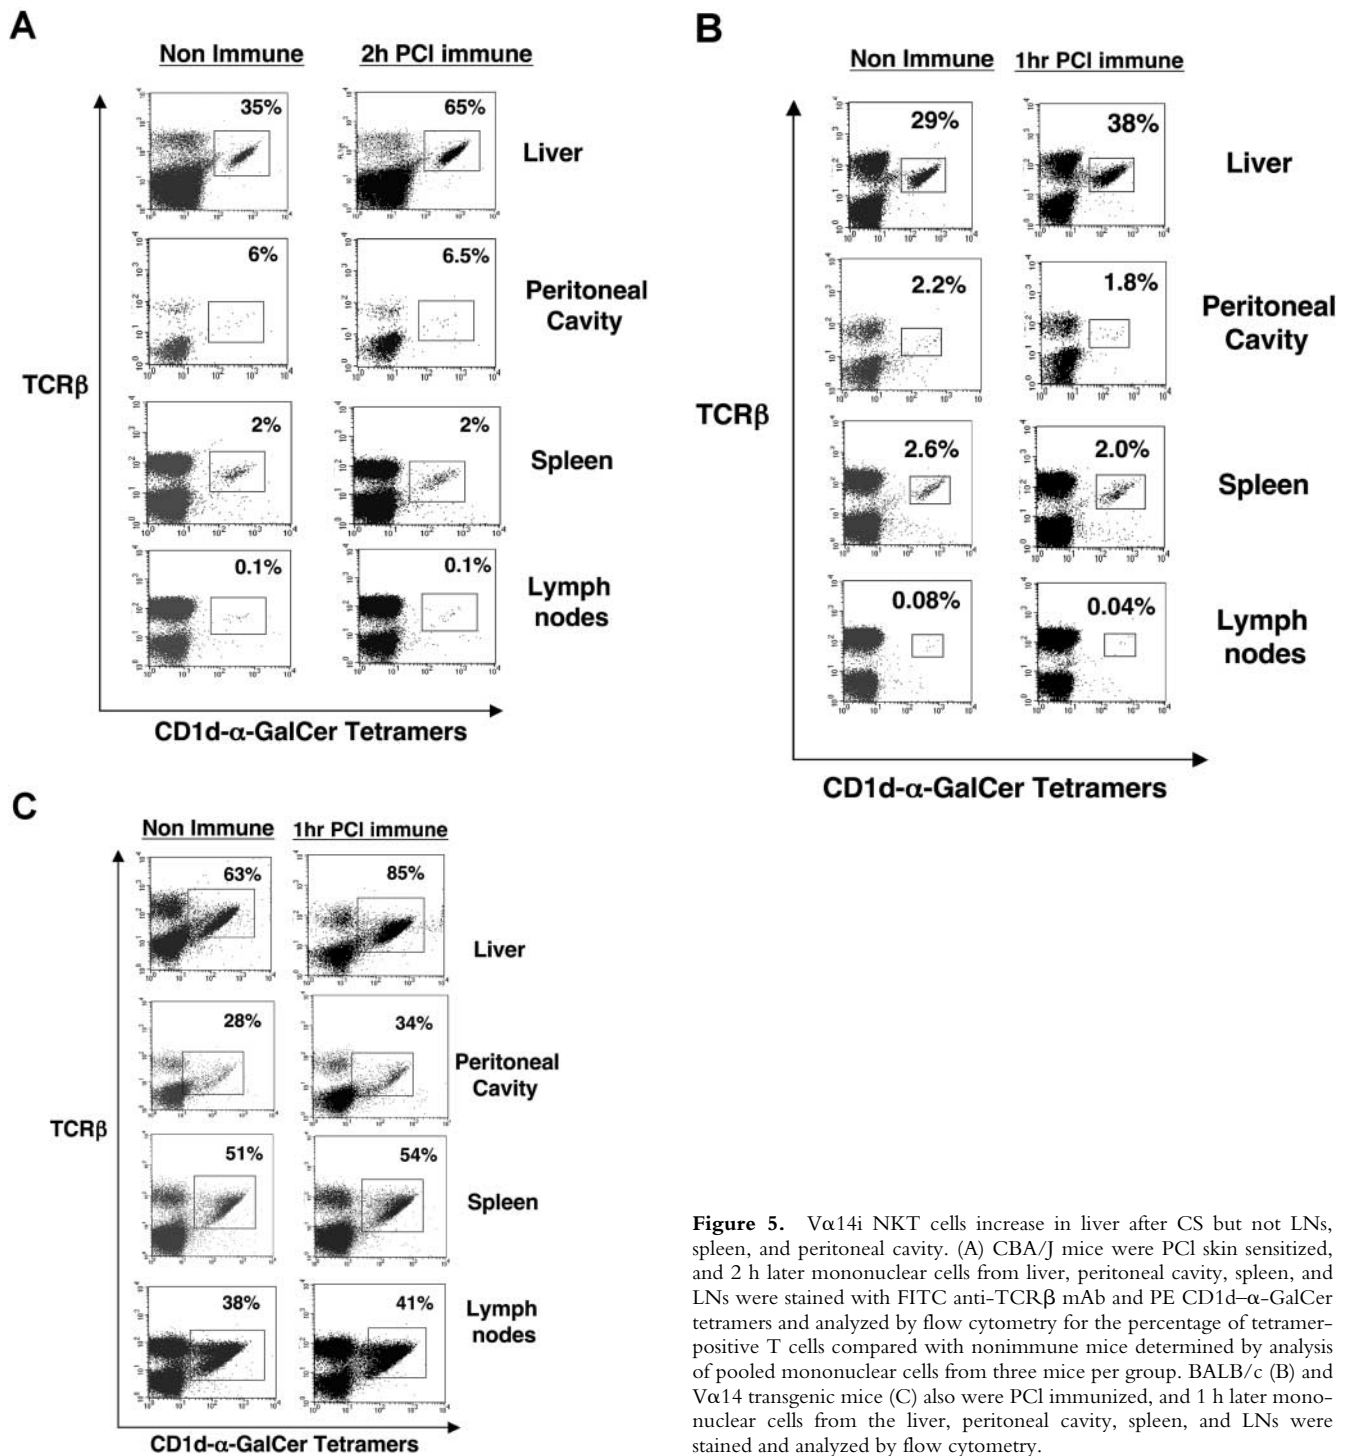 A
Non Immune
2h PCl immune
35%
65%
Liver
6%
6.5%
Peritoneal
Cavity
TCRβ
2%
2%
Spleen
0.1%
0.1%
Lymph
nodes
CD1d-α-GalCer Tetramers
B
Non Immune
1hr PCl immune
29%
38%
Liver
2.2%
1.8%
Peritoneal
Cavity
TCRβ
2.6%
2.0%
Spleen
0.08%
0.04%
Lymph
nodes
CD1d-α-GalCer Tetramers
C
Non Immune
1hr PCl immune
63%
85%
Liver
28%
34%
Peritoneal
Cavity
TCRβ
51%
54%
Spleen
38%
41%
Lymph
nodes
CD1d-α-GalCer Tetramers
Figure 5. Vα14i NKT cells increase in liver after CS but not LNs,
spleen, and peritoneal cavity. (A) CBA/J mice were PCl skin sensitized,
and 2 h later mononuclear cells from liver, peritoneal cavity, spleen, and
LNs were stained with FITC anti-TCRβ mAb and PE CD1d–α-GalCer
tetramers and analyzed by flow cytometry for the percentage of tetramer-
positive T cells compared with nonimmune mice determined by analysis
of pooled mononuclear cells from three mice per group. BALB/c (B) and
Vα14 transgenic mice (C) also were PCl immunized, and 1 h later mono-
nuclear cells from the liver, peritoneal cavity, spleen, and LNs were
stained and analyzed by flow cytometry.